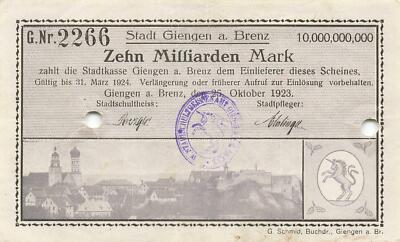 G.Nr. 2266
Stadt Giengen a. Brenz
10,000,000,000
Zehn Milliarden Mark
zahlt die Stadtkasse Giengen a. Brenz dem Einlieferer dieses Scheines,
Gültig bis 31. März 1924. Verlängerung oder früherer Aufruf zur Einlösung vorbehalten.
Giengen a. Brenz, den 25. Oktober 1923.
Stadtschultheiss:
Stadtpfleger:
G. Schmid, Buchdr., Giengen a. Br.